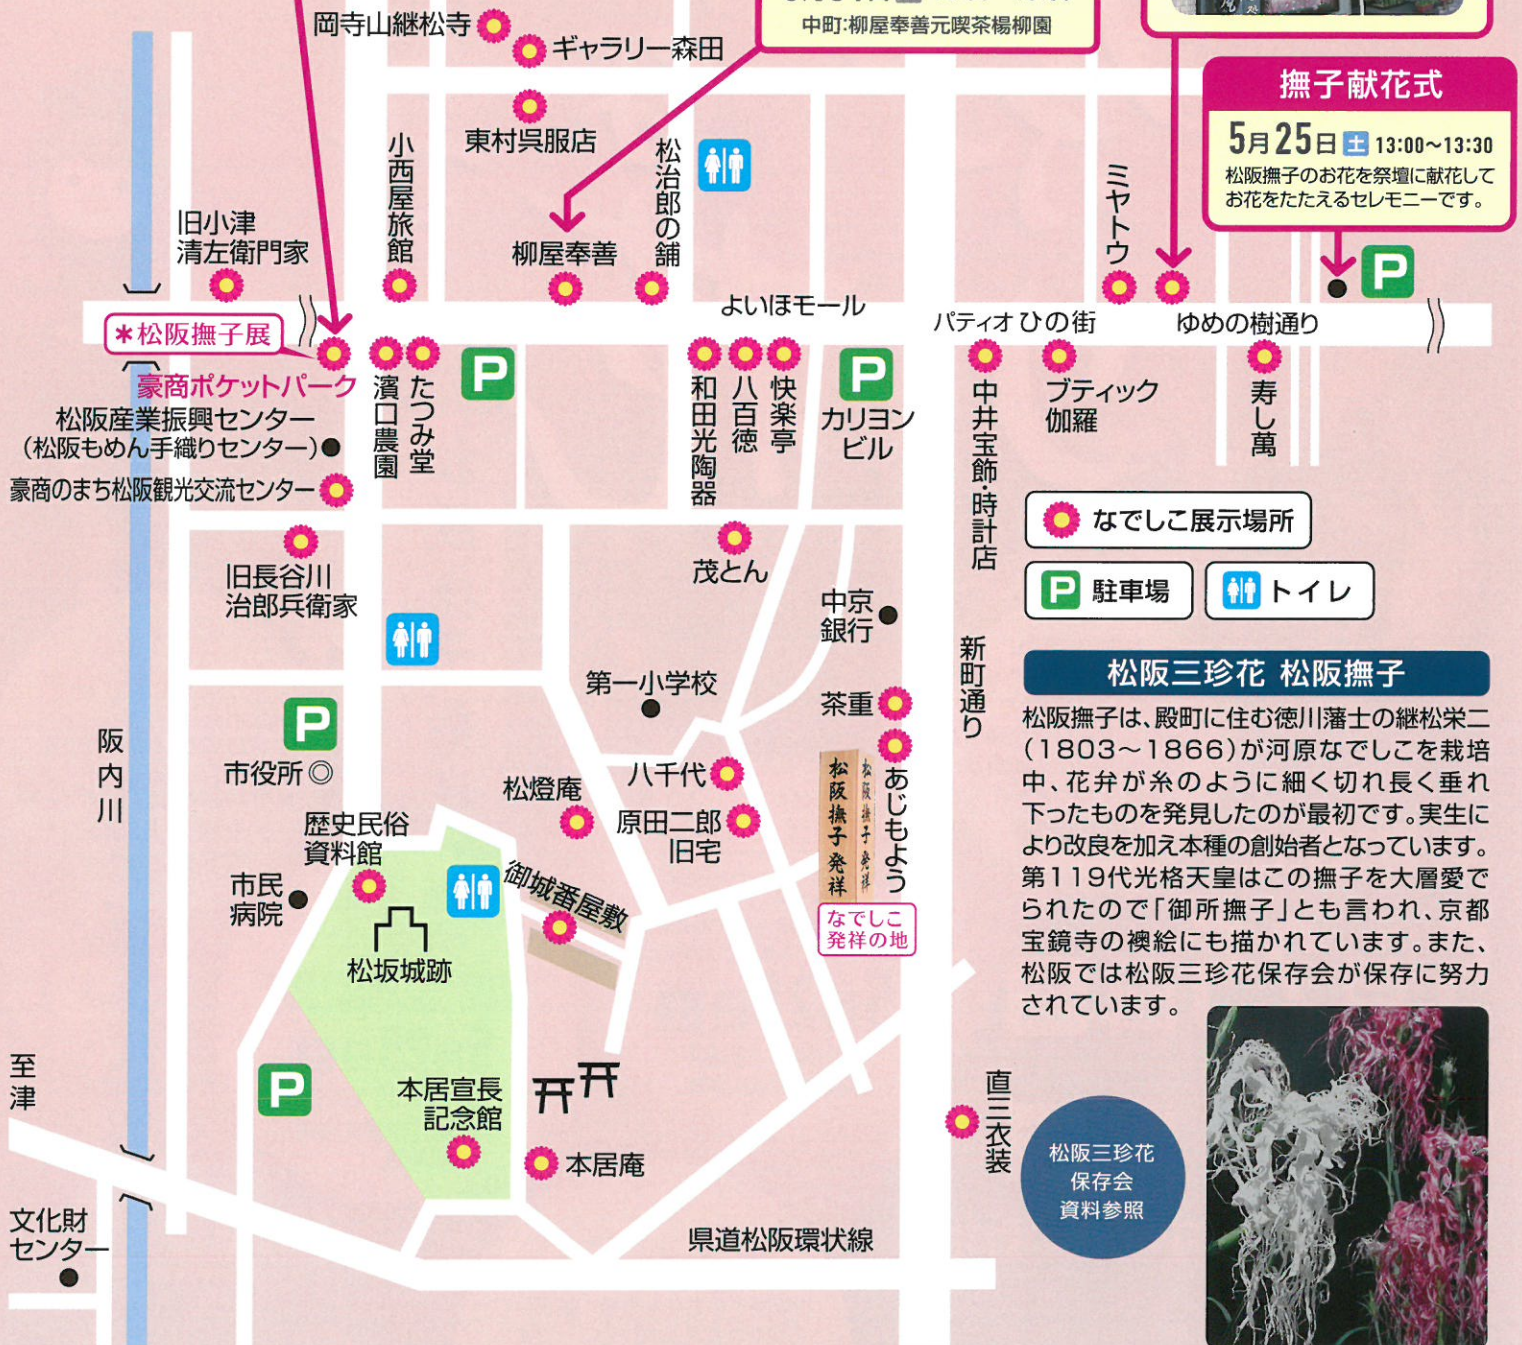 中町:柳屋奉善元喫茶楊柳園
岡寺山継松寺
ギャラリー森田
東村呉服店
撫子献花式
5月25日 土 13:00~13:30
松阪撫子のお花を祭壇に献花して
お花をたたえるセレモニーです。
小西屋旅館
松治郎の舗
ミヤトウ
旧小津
清左衛門家
柳屋奉善
P
よいほモール
パティオひの街
ゆめの樹通り
*松阪撫子展
豪商ポケットパーク
濱口農園
たつみ堂
P
和田光陶器
八百徳
快楽亭
P
カリヨン
ビル
中井宝飾・時計店
ブティック
伽羅
寿し萬
松阪産業振興センター
(松阪もめん手織りセンター)
豪商のまち松阪観光交流センター
なでしこ展示場所
P 駐車場
トイレ
旧長谷川
治郎兵衛家
茂とん
中京
銀行
新町通り
第一小学校
茶重
あじもよう
阪内川
P
市役所
松燈庵
八千代
原田二郎
旧宅
松阪撫子発祥
松阪撫子発祥
なでしこ
発祥の地
歴史民俗
資料館
市民
病院
御城番屋敷
松坂城跡
松阪三珍花 松阪撫子
松阪撫子は、殿町に住む徳川藩士の継松栄二
(1803~1866)が河原なでしこを栽培
中、花弁が糸のように細く切れ長く垂れ
下ったものを発見したのが最初です。実生に
より改良を加え本種の創始者となっています。
第119代光格天皇はこの撫子を大層愛で
られたので「御所撫子」とも言われ、京都
宝鏡寺の襖絵にも描かれています。また、
松阪では松阪三珍花保存会が保存に努力
されています。
至津
P
本居宣長
記念館
本居庵
直三衣装
松阪三珍花
保存会
資料参照
文化財
センター
県道松阪環状線